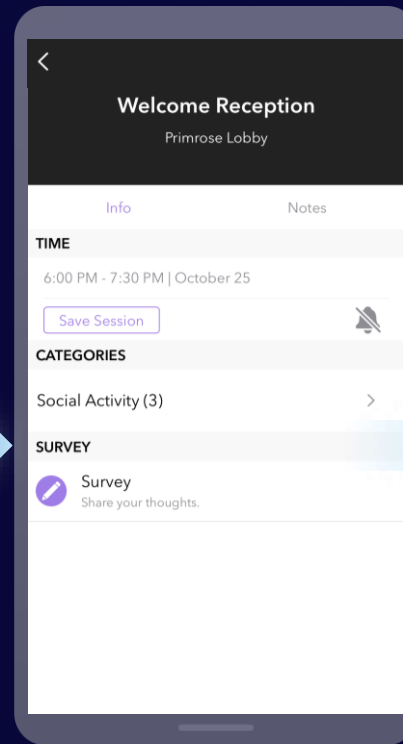 Welcome Reception
Primrose Lobby
Info Notes
TIME
6:00 PM - 7:30 PM | October 25
Save Session
CATEGORIES
Social Activity (3)
SURVEY
Survey
Share your thoughts.